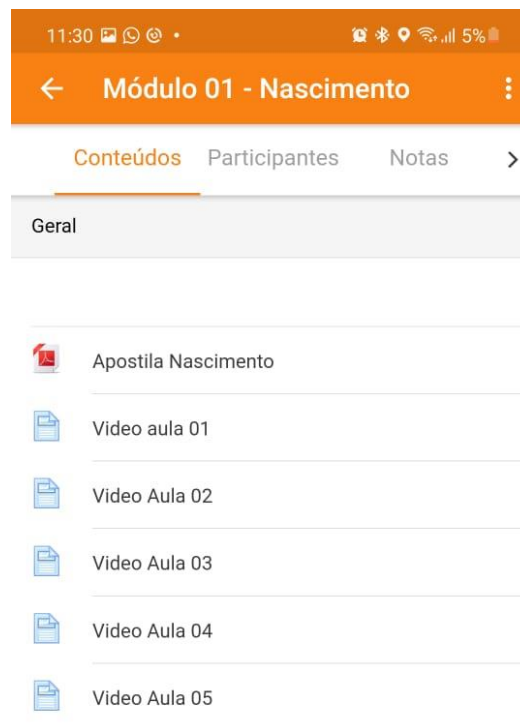 11:30 5%
Módulo 01 - Nascimento
Conteúdos Participantes Notas
Geral
Apostila Nascimento
Video aula 01
Video Aula 02
Video Aula 03
Video Aula 04
Video Aula 05